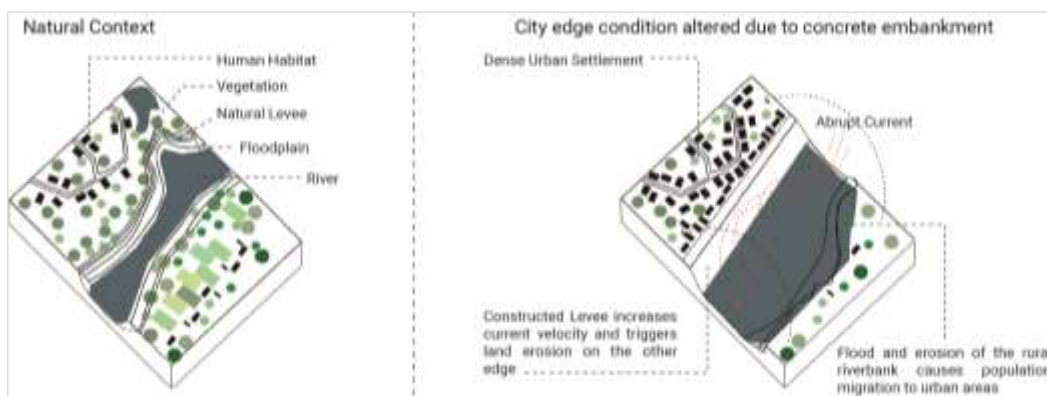 Natural Context
Human Habitat
Vegetation
Natural Levee
Floodplain
River
City edge condition altered due to concrete embankment
Dense Urban Settlement
Abrupt Current
Constructed Levee increases
current velocity and triggers
land erosion on the other
edge
Flood and erosion of the rura
riverbank causes population
migration to urban areas